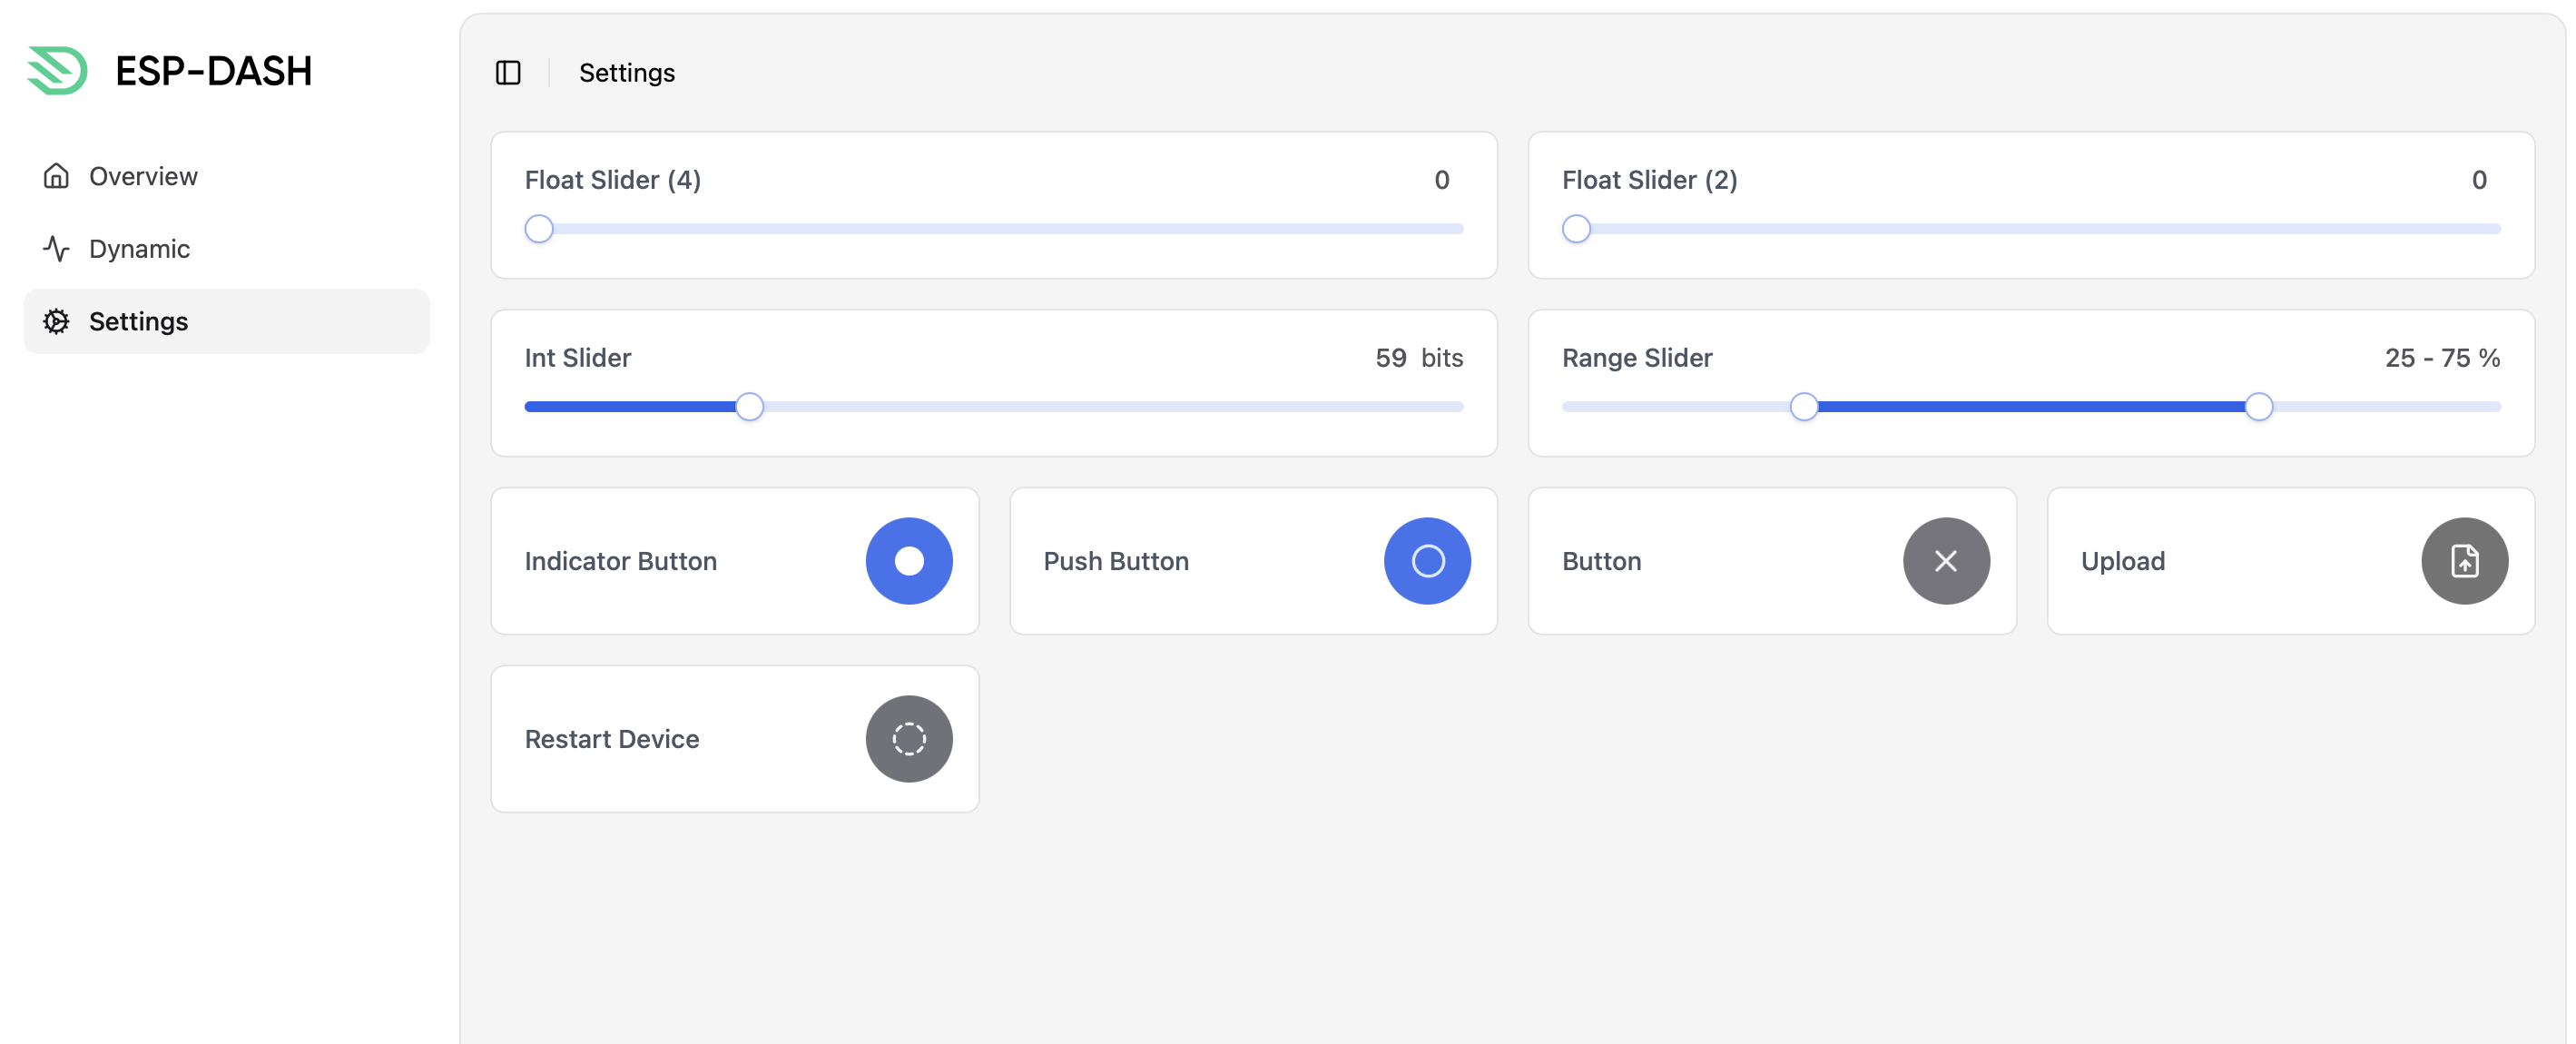 ESP-DASH
Overview
Dynamic
Settings
Settings
Float Slider (4) 0
Float Slider (2) 0
Int Slider 59 bits
Range Slider 25 - 75 %
Indicator Button
Push Button
Button
Upload
Restart Device